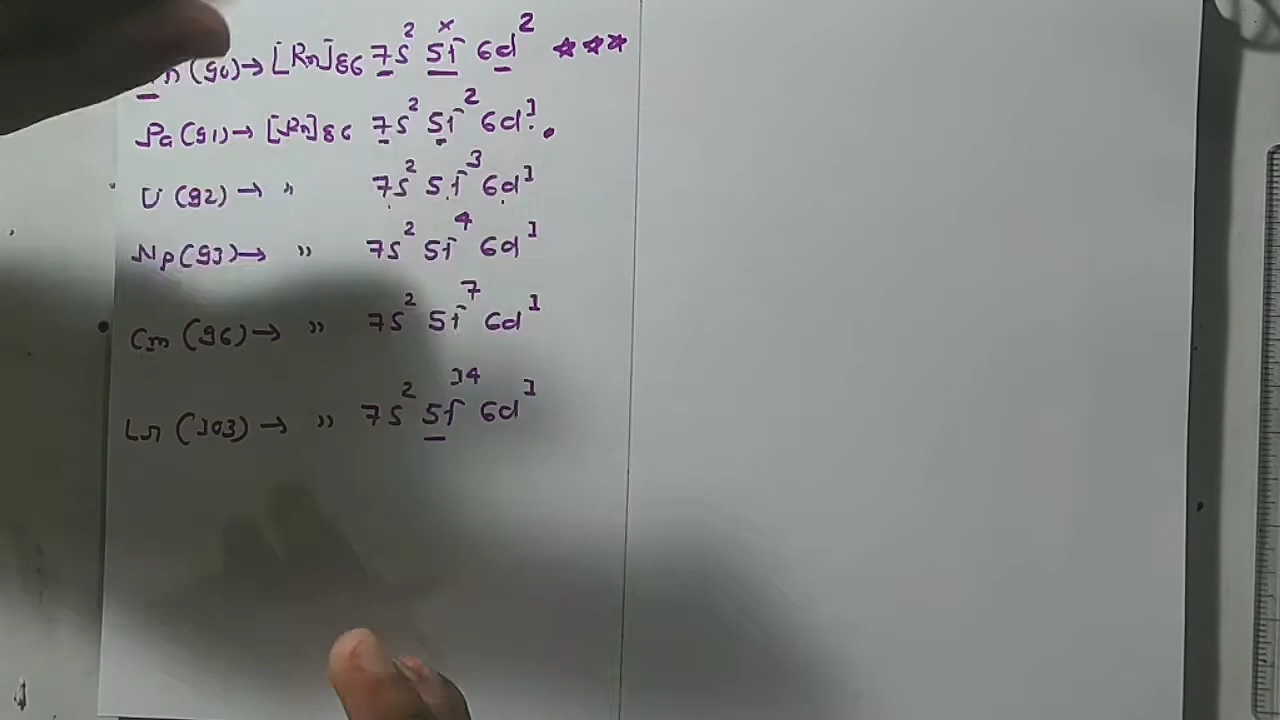 (90)→ [Rn]86 7s² 5f× 6d² ☆☆☆
Pa(91)→ [Rn]86 7s² 5f² 6d¹.
U (92)→ " 7s² 5f³ 6d¹
Np(93)→ " 7s² 5f⁴ 6d¹
Cm (96)→ " 7s² 5f⁷ 6d¹
Lr (103)→ " 7s² 5f¹⁴ 6d¹